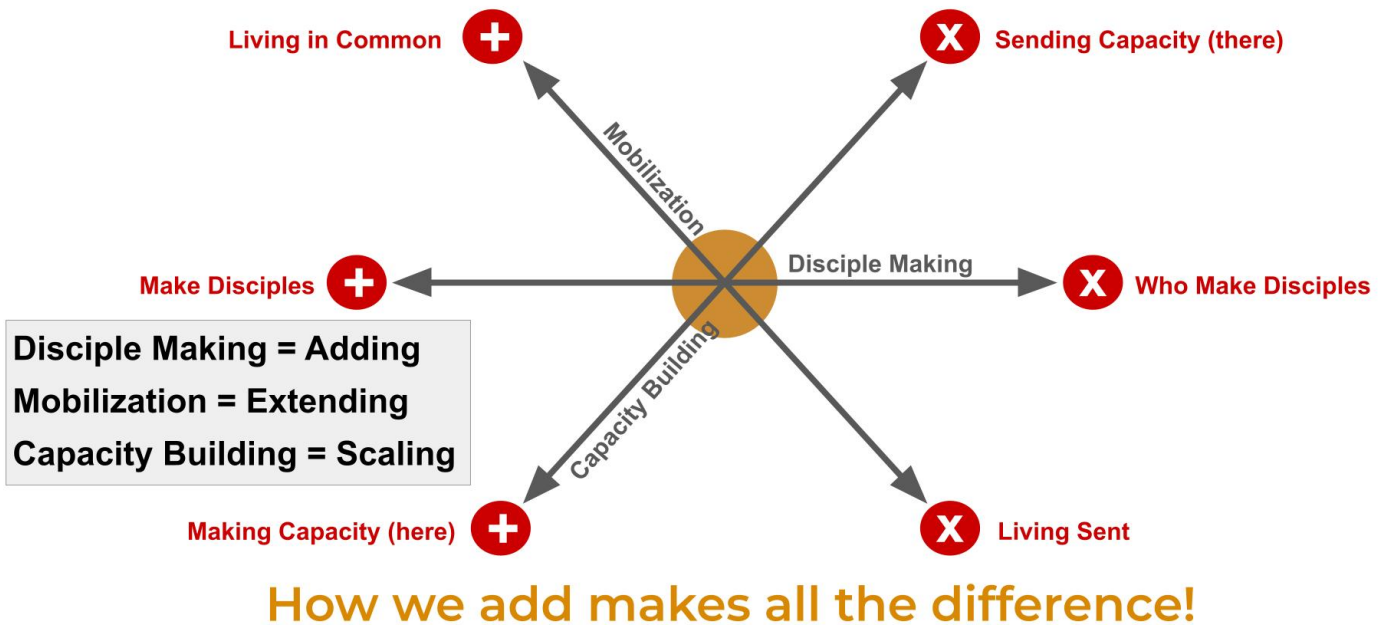 Living in Common
+
X
Sending Capacity (there)
Mobilization
Make Disciples
+
Disciple Making
X
Who Make Disciples
Disciple Making = Adding
Mobilization = Extending
Capacity Building = Scaling
Capacity Building
Making Capacity (here)
+
X
Living Sent
How we add makes all the difference!